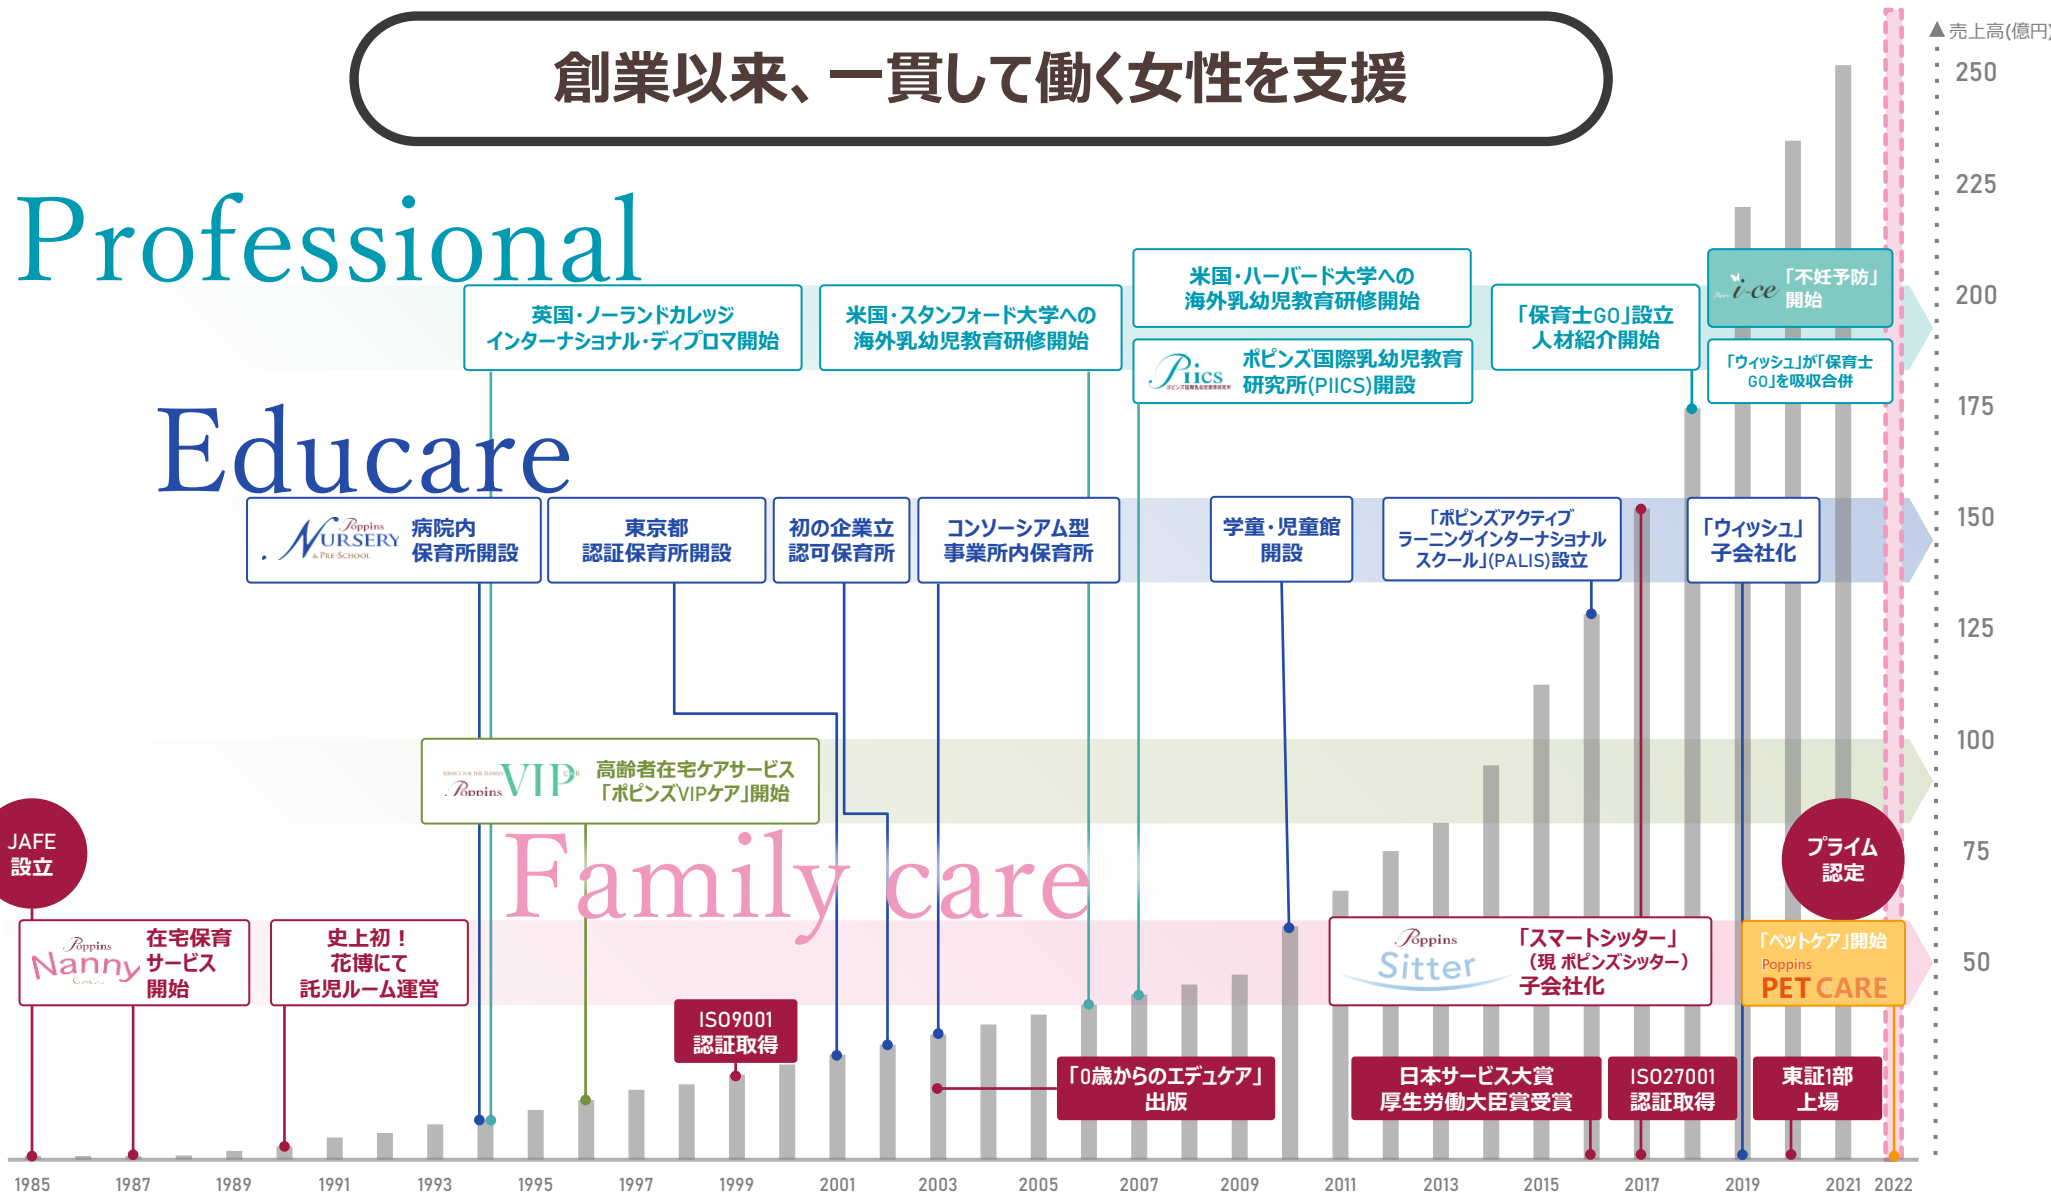 創業以来、一貫して働く女性を支援
▲売上高(億円)
250
225
200
175
150
125
100
75
50
Professional
英国・ノーランドカレッジ
インターナショナル・ディプロマ開始
米国・スタンフォード大学への
海外乳幼児教育研修開始
米国・ハーバード大学への
海外乳幼児教育研修開始
Piics
ポピンズ国際乳幼児教育
研究所(PIICS)開設
「保育士GO」設立
人材紹介開始
i-ce
「不妊予防」
開始
「ウィッシュ」が「保育士
GO」を吸収合併
Educare
Poppins
NURSERY
& PRE-SCHOOL
病院内
保育所開設
東京都
認証保育所開設
初の企業立
認可保育所
コンソーシアム型
事業所内保育所
学童・児童館
開設
「ポピンズアクティブ
ラーニングインターナショナル
スクール」(PALIS)設立
「ウィッシュ」
子会社化
Poppins VIP
高齢者在宅ケアサービス
「ポピンズVIPケア」開始
Family care
JAFE
設立
プライム
認定
Poppins
Nanny
在宅保育
サービス
開始
史上初！
花博にて
託児ルーム運営
Poppins
Sitter
「スマートシッター」
（現 ポピンズシッター）
子会社化
「ペットケア」開始
Poppins
PET CARE
ISO9001
認証取得
「0歳からのエデュケア」
出版
日本サービス大賞
厚生労働大臣賞受賞
ISO27001
認証取得
東証1部
上場
1985 1987 1989 1991 1993 1995 1997 1999 2001 2003 2005 2007 2009 2011 2013 2015 2017 2019 2021 2022